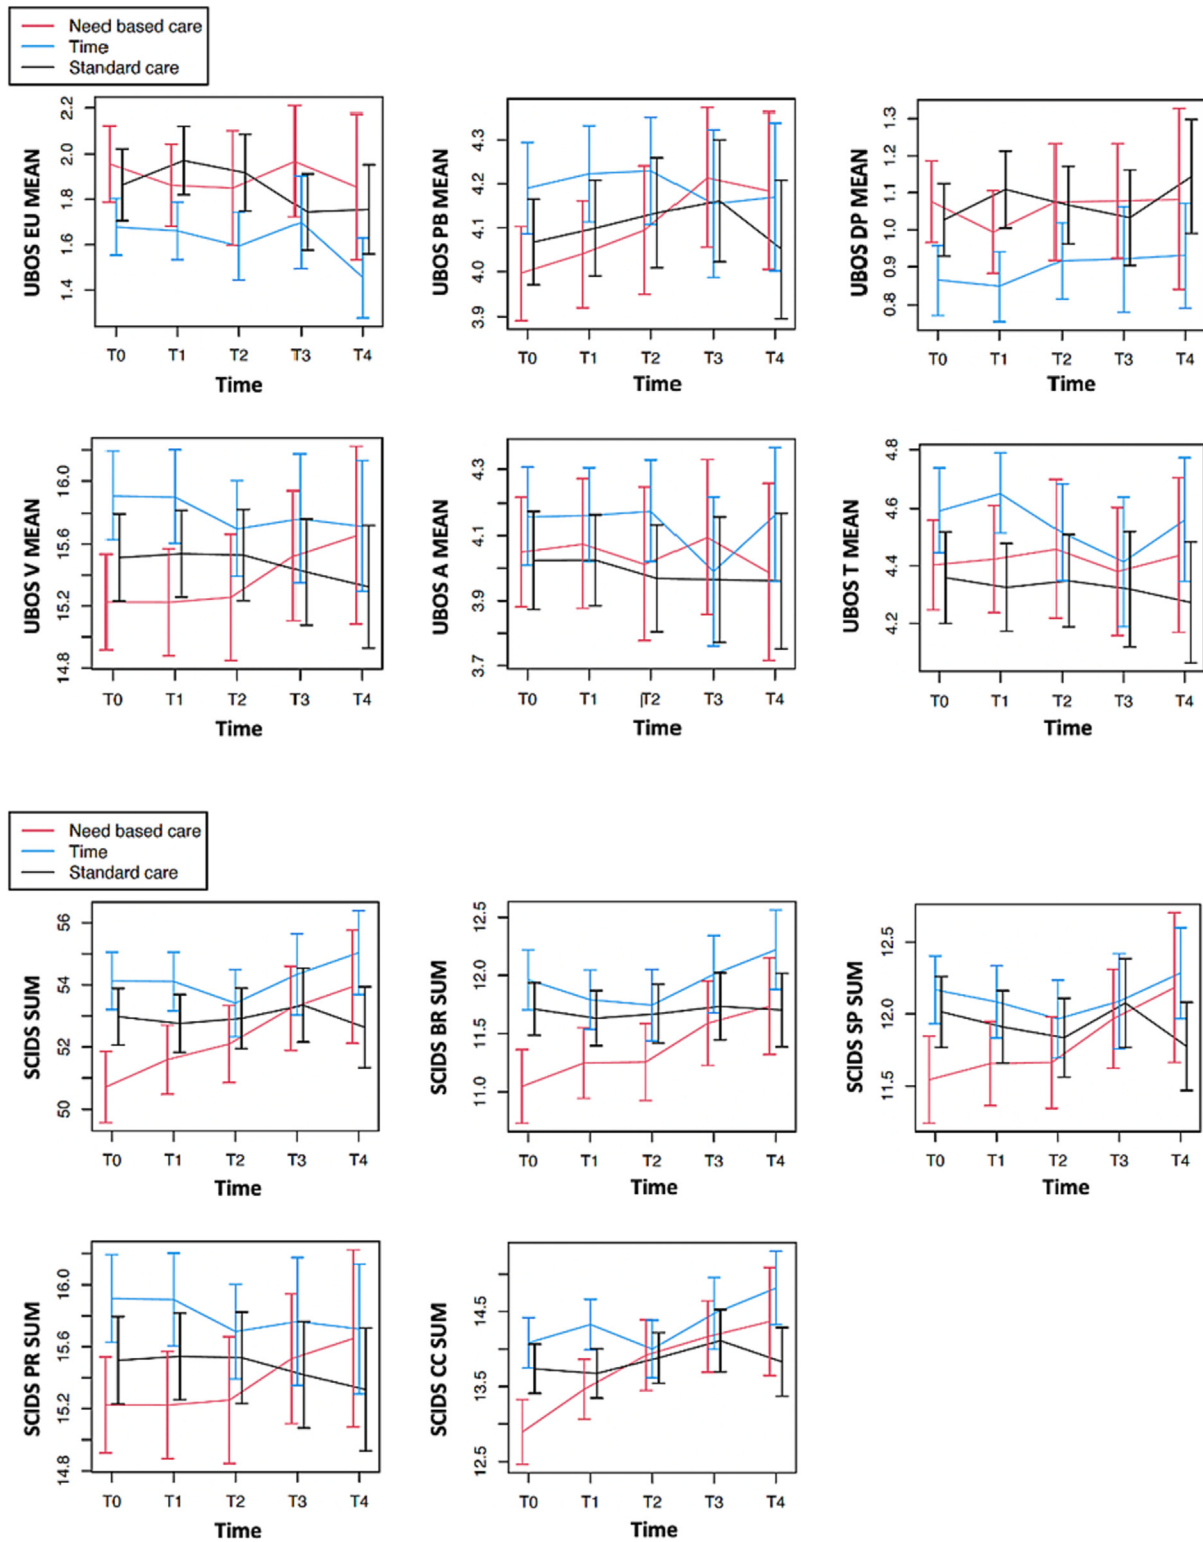 Need based care
Time
Standard care
UBOS EU MEAN
2.2
2.0
1.8
1.6
1.4
T0 T1 T2 T3 T4
Time
UBOS PB MEAN
4.3
4.2
4.1
4.0
3.9
T0 T1 T2 T3 T4
Time
UBOS DP MEAN
1.3
1.2
1.1
1.0
0.9
0.8
T0 T1 T2 T3 T4
Time
UBOS V MEAN
16.0
15.6
15.2
14.8
T0 T1 T2 T3 T4
Time
UBOS A MEAN
4.3
4.1
3.9
3.7
T0 T1 |T2 T3 T4
Time
UBOS T MEAN
4.8
4.6
4.4
4.2
T0 T1 T2 T3 T4
Time
Need based care
Time
Standard care
SCIDS SUM
56
54
52
50
T0 T1 T2 T3 T4
Time
SCIDS BR SUM
12.5
12.0
11.5
11.0
T0 T1 T2 T3 T4
Time
SCIDS SP SUM
12.5
12.0
11.5
T0 T1 T2 T3 T4
Time
SCIDS PR SUM
16.0
15.6
15.2
14.8
T0 T1 T2 T3 T4
Time
SCIDS CC SUM
14.5
13.5
12.5
T0 T1 T2 T3 T4
Time